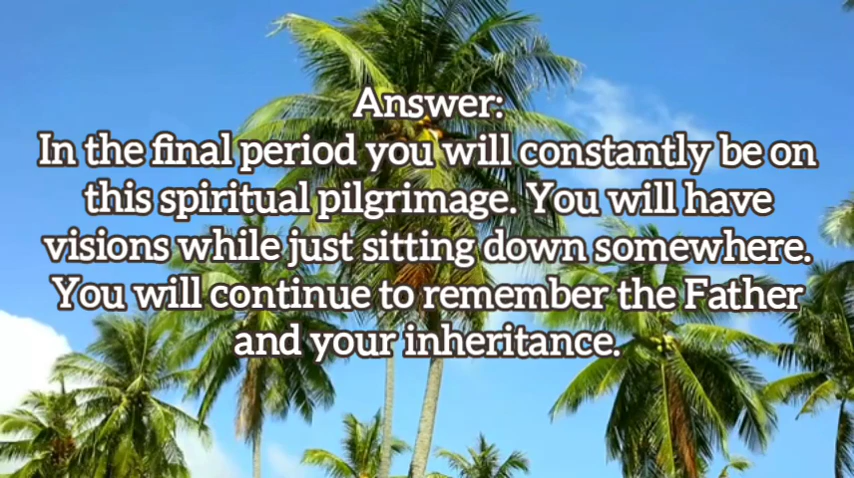 Answer:
In the final period you will constantly be on
this spiritual pilgrimage. You will have
visions while just sitting down somewhere.
You will continue to remember the Father
and your inheritance.